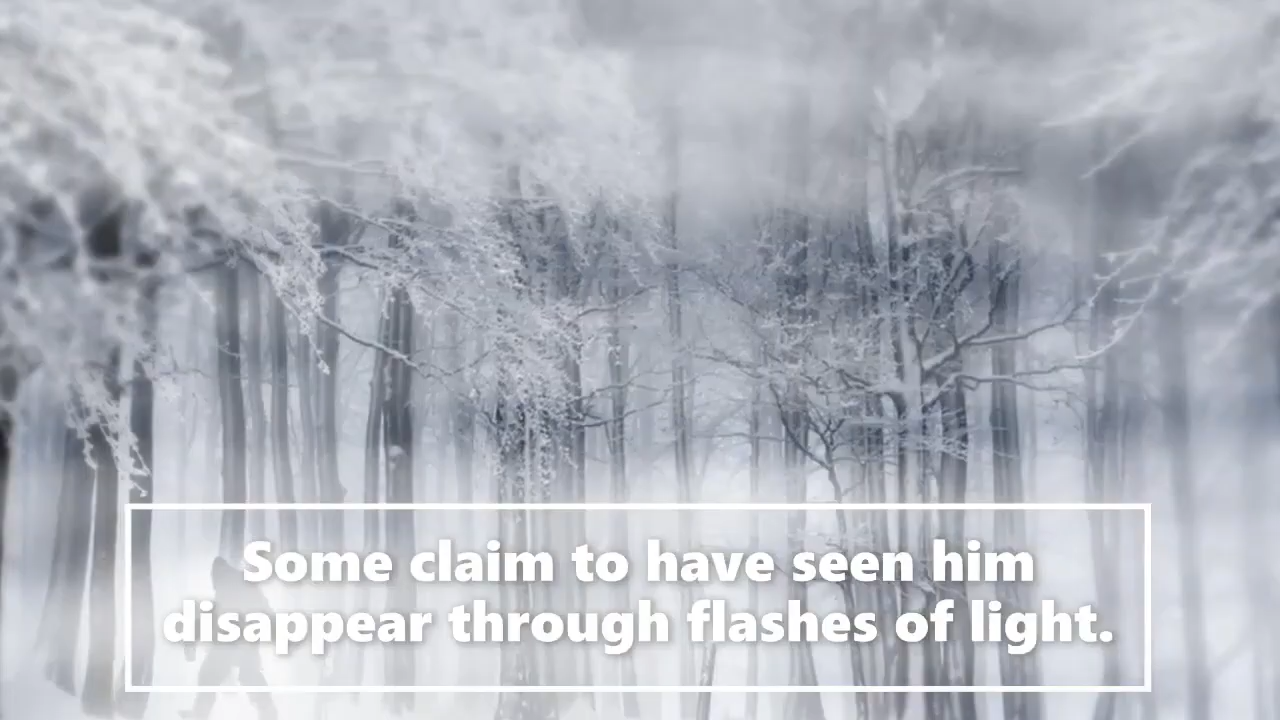 Some claim to have seen him
disappear through flashes of light.